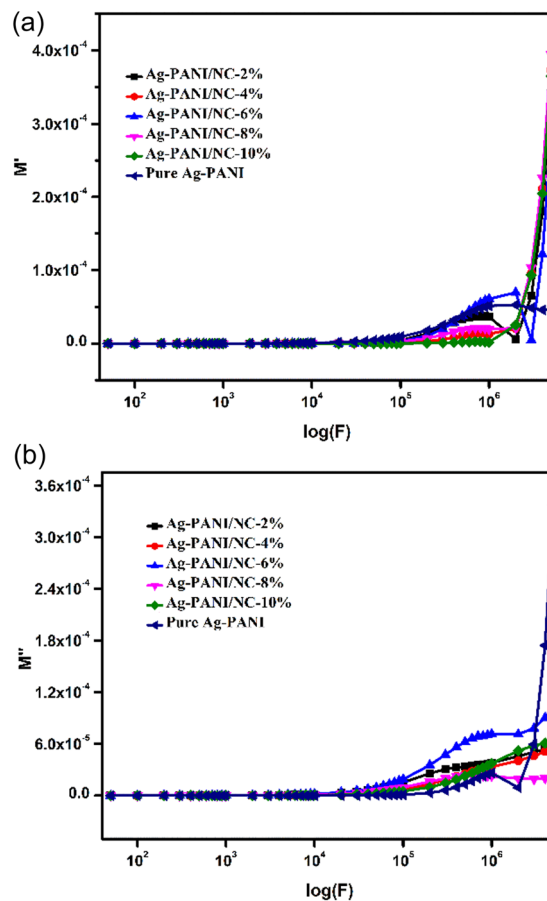 (a)
4.0x10⁻⁴
3.0x10⁻⁴
2.0x10⁻⁴
1.0x10⁻⁴
0.0
M'
Ag-PANI/NC-2%
Ag-PANI/NC-4%
Ag-PANI/NC-6%
Ag-PANI/NC-8%
Ag-PANI/NC-10%
Pure Ag-PANI
10² 10³ 10⁴ 10⁵ 10⁶
log(F)
(b)
3.6x10⁻⁴
3.0x10⁻⁴
2.4x10⁻⁴
1.8x10⁻⁴
1.2x10⁻⁴
6.0x10⁻⁵
0.0
M''
Ag-PANI/NC-2%
Ag-PANI/NC-4%
Ag-PANI/NC-6%
Ag-PANI/NC-8%
Ag-PANI/NC-10%
Pure Ag-PANI
10² 10³ 10⁴ 10⁵ 10⁶
log(F)